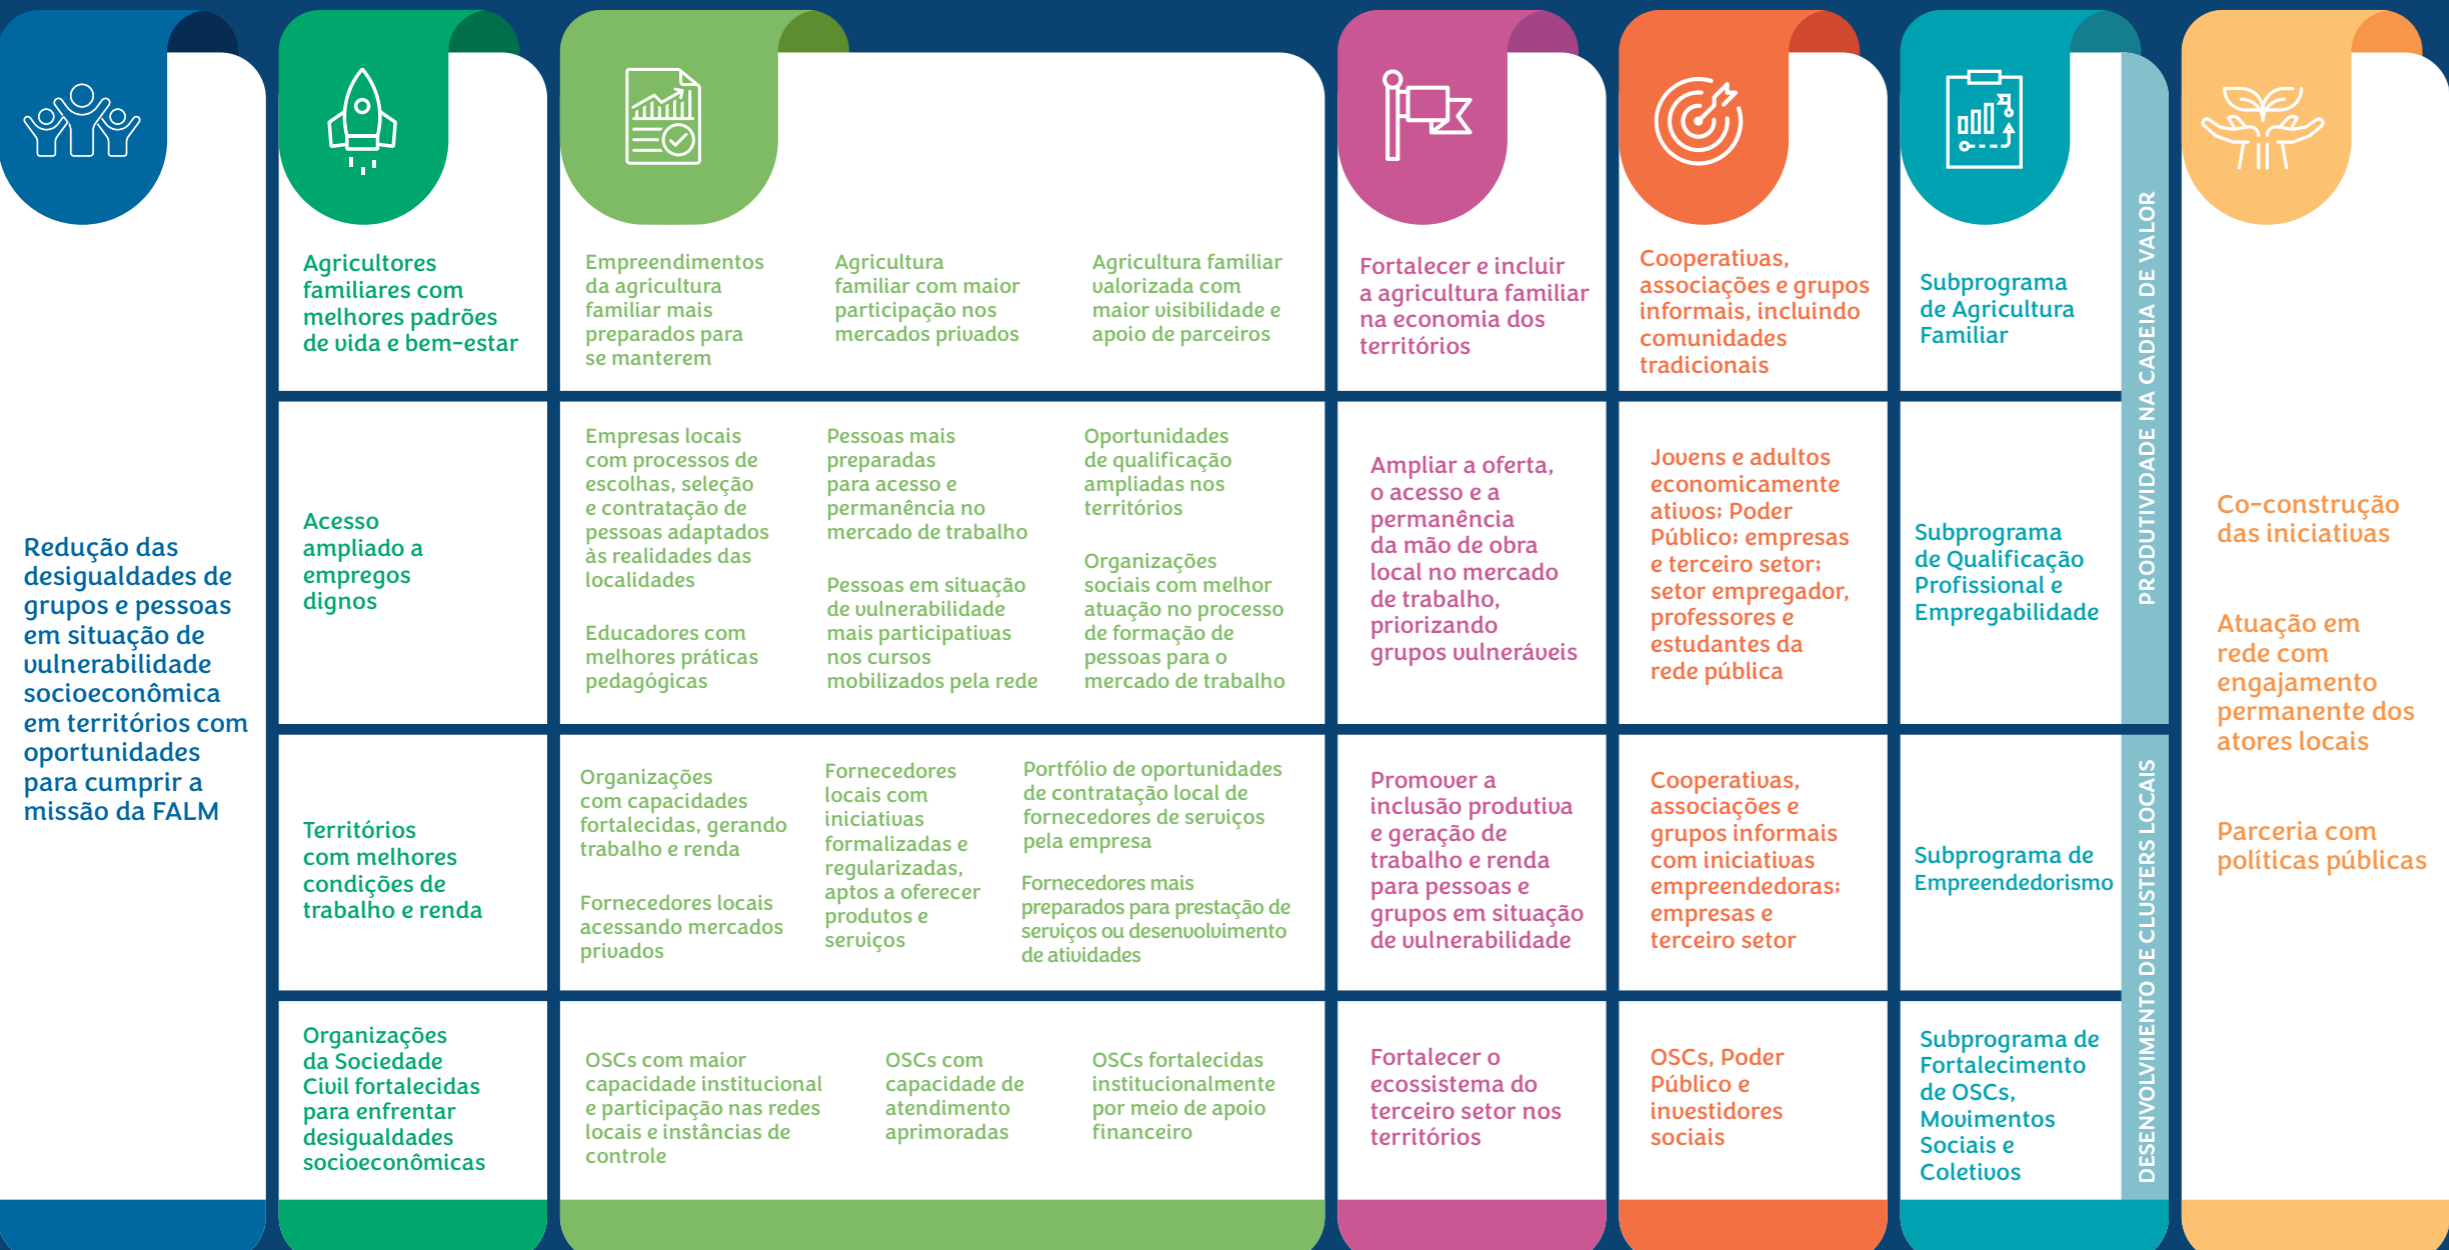 Redução das
desigualdades de
grupos e pessoas
em situação de
vulnerabilidade
socioeconômica
em territórios com
oportunidades
para cumprir a
missão da FALM
Agricultores
familiares com
melhores padrões
de vida e bem-estar
Empreendimentos
da agricultura
familiar mais
preparados para
se manterem
Agricultura
familiar com maior
participação nos
mercados privados
Agricultura familiar
valorizada com
maior visibilidade e
apoio de parceiros
Fortalecer e incluir
a agricultura familiar
na economia dos
territórios
Cooperativas,
associações e grupos
informais, incluindo
comunidades
tradicionais
Subprograma
de Agricultura
Familiar
Acesso
ampliado a
empregos
dignos
Empresas locais
com processos de
escolhas, seleção
e contratação de
pessoas adaptados
às realidades das
localidades
Educadores com
melhores práticas
pedagógicas
Pessoas mais
preparadas
para acesso e
permanência no
mercado de trabalho
Pessoas em situação
de vulnerabilidade
mais participativas
nos cursos
mobilizados pela rede
Oportunidades
de qualificação
ampliadas nos
territórios
Organizações
sociais com melhor
atuação no processo
de formação de
pessoas para o
mercado de trabalho
Ampliar a oferta,
o acesso e a
permanência
da mão de obra
local no mercado
de trabalho,
priorizando
grupos vulneráveis
Jovens e adultos
economicamente
ativos; Poder
Público; empresas
e terceiro setor;
setor empregador,
professores e
estudantes da
rede pública
Subprograma
de Qualificação
Profissional e
Empregabilidade
PRODUTIVIDADE NA CADEIA DE VALOR
Territórios
com melhores
condições de
trabalho e renda
Organizações
com capacidades
fortalecidas, gerando
trabalho e renda
Fornecedores locais
acessando mercados
privados
Fornecedores
locais com
iniciativas
formalizadas e
regularizadas,
aptos a oferecer
produtos e
serviços
Portfólio de oportunidades
de contratação local de
fornecedores de serviços
pela empresa
Fornecedores mais
preparados para prestação de
serviços ou desenvolvimento
de atividades
Promover a
inclusão produtiva
e geração de
trabalho e renda
para pessoas e
grupos em situação
de vulnerabilidade
Cooperativas,
associações e
grupos informais
com iniciativas
empreendedoras;
empresas e
terceiro setor
Subprograma de
Empreendedorismo
Organizações
da Sociedade
Civil fortalecidas
para enfrentar
desigualdades
socioeconômicas
OSCs com maior
capacidade institucional
e participação nas redes
locais e instâncias de
controle
OSCs com
capacidade de
atendimento
aprimoradas
OSCs fortalecidas
institucionalmente
por meio de apoio
financeiro
Fortalecer o
ecossistema do
terceiro setor nos
territórios
OSCs, Poder
Público e
investidores
sociais
Subprograma de
Fortalecimento
de OSCs,
Movimentos
Sociais e
Coletivos
DESENVOLVIMENTO DE CLUSTERS LOCAIS
Co-construção
das iniciativas
Atuação em
rede com
engajamento
permanente dos
atores locais
Parceria com
políticas públicas